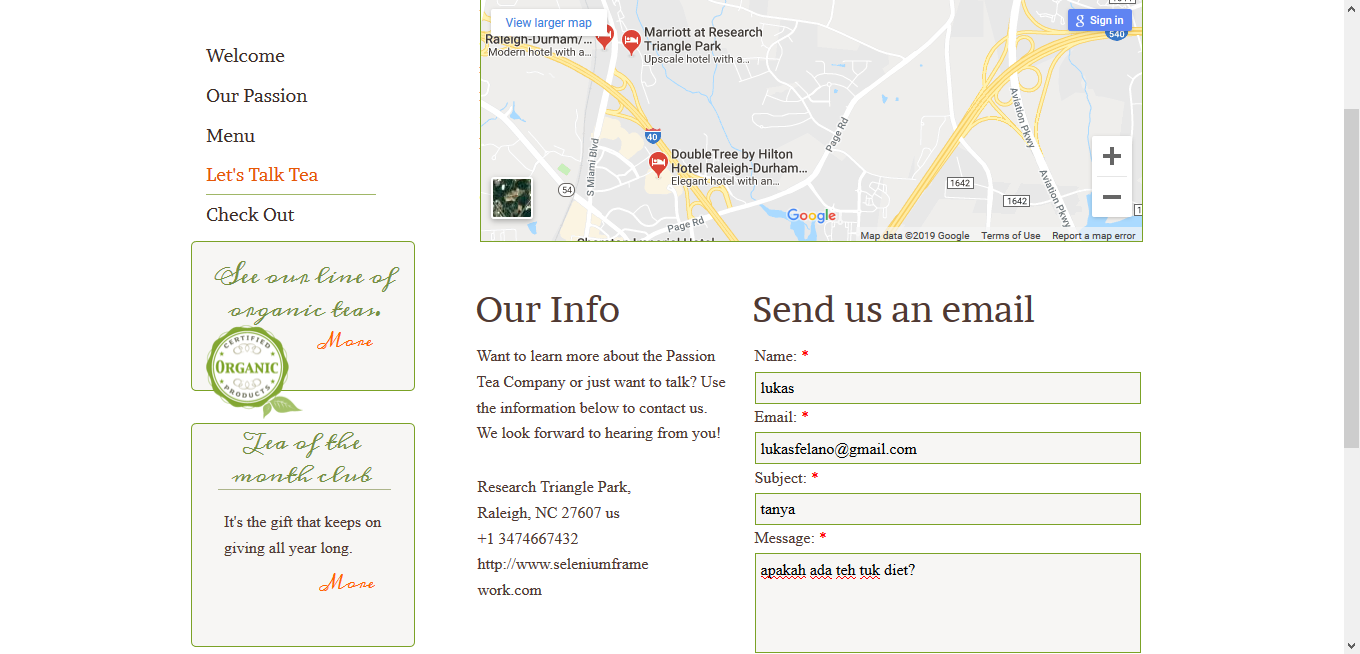 Welcome
Our Passion
Menu
Let's Talk Tea
Check Out
See our line of
organic teas.
More
CERTIFIED
ORGANIC
PRODUCTS
Tea of the
month club
It's the gift that keeps on
giving all year long.
More
View larger map
Raleigh-Durham/...
Modern hotel with a...
Marriott at Research
Triangle Park
Upscale hotel with a...
8 Sign in
540
40
DoubleTree by Hilton
Hotel Raleigh-Durham...
Elegant hotel with an...
S Miami Blvd
54
Page Rd
Page Rd
Aviation Pkwy
Aviation Pkwy
1642
1642
Google
Map data ©2019 Google
Terms of Use
Report a map error
Our Info
Want to learn more about the Passion
Tea Company or just want to talk? Use
the information below to contact us.
We look forward to hearing from you!
Research Triangle Park,
Raleigh, NC 27607 us
+1 3474667432
http://www.seleniumframe
work.com
Send us an email
Name: *
lukas
Email: *
lukasfelano@gmail.com
Subject: *
tanya
Message: *
apakah ada teh tuk diet?